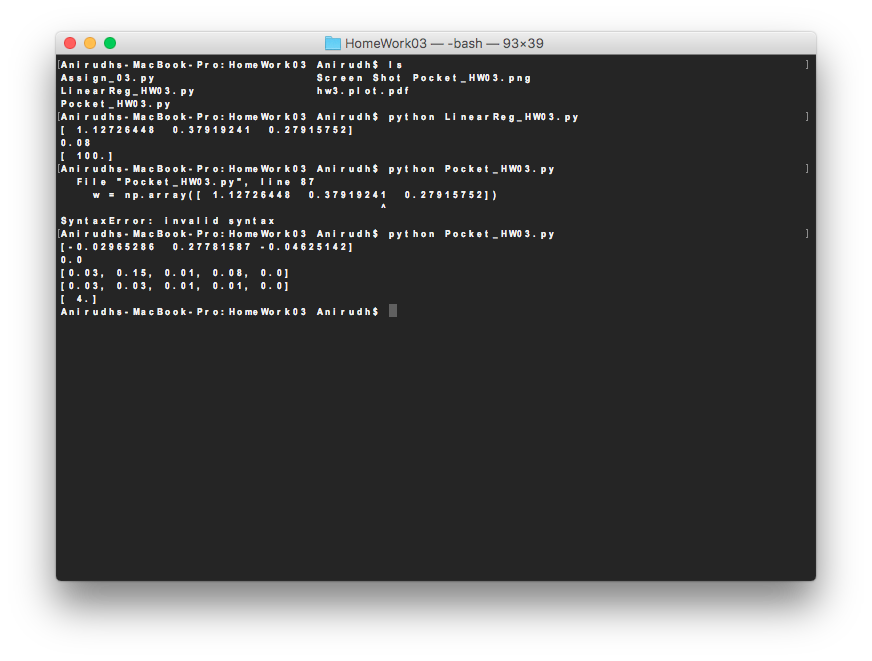 HomeWork03 — -bash — 93×39
[Anirudhs-MacBook-Pro:HomeWork03 Anirudh$ ls ]
Assign_03.py Screen Shot Pocket_HW03.png
LinearReg_HW03.py hw3.plot.pdf
Pocket_HW03.py
[Anirudhs-MacBook-Pro:HomeWork03 Anirudh$ python LinearReg_HW03.py ]
[ 1.12726448 0.37919241 0.27915752]
0.08
[ 100.]
[Anirudhs-MacBook-Pro:HomeWork03 Anirudh$ python Pocket_HW03.py ]
File "Pocket_HW03.py", line 87
w = np.array([ 1.12726448 0.37919241 0.27915752])
^
SyntaxError: invalid syntax
[Anirudhs-MacBook-Pro:HomeWork03 Anirudh$ python Pocket_HW03.py ]
[-0.02965286 0.27781587 -0.04625142]
0.0
[0.03, 0.15, 0.01, 0.08, 0.0]
[0.03, 0.03, 0.01, 0.01, 0.0]
[ 4.]
Anirudhs-MacBook-Pro:HomeWork03 Anirudh$